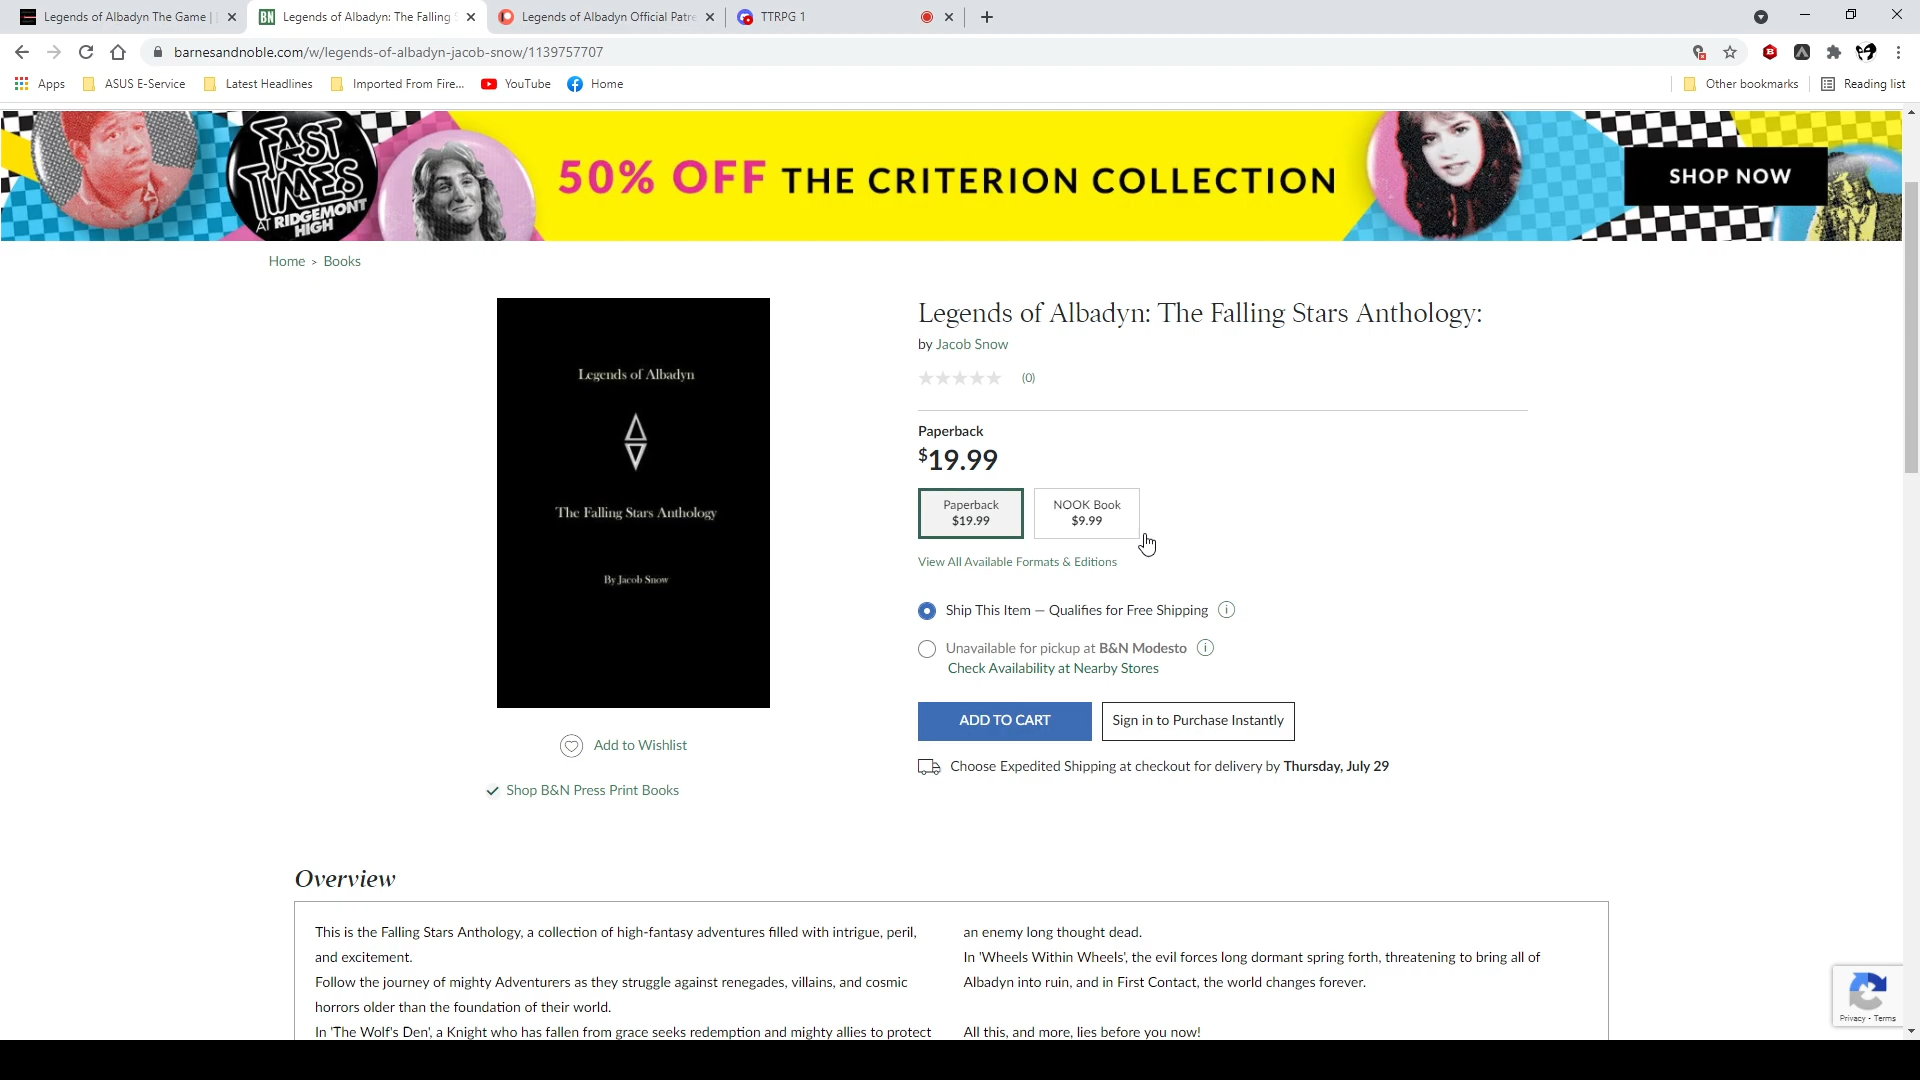 Legends of Albadyn The Game |
BN Legends of Albadyn: The Falling S
Legends of Albadyn Official Patre
TTRPG 1
barnesandnoble.com/w/legends-of-albadyn-jacob-snow/1139757707
Apps
ASUS E-Service
Latest Headlines
Imported From Fire...
YouTube
Home
Other bookmarks
Reading list
FAST
TIMES
AT RIDGEMONT
HIGH
50% OFF THE CRITERION COLLECTION
SHOP NOW
Home > Books
Legends of Albadyn
The Falling Stars Anthology
By Jacob Snow
Add to Wishlist
Shop B&N Press Print Books
Legends of Albadyn: The Falling Stars Anthology:
by Jacob Snow
(0)
Paperback
$19.99
Paperback
$19.99
NOOK Book
$9.99
View All Available Formats & Editions
Ship This Item — Qualifies for Free Shipping
Unavailable for pickup at B&N Modesto
Check Availability at Nearby Stores
ADD TO CART
Sign in to Purchase Instantly
Choose Expedited Shipping at checkout for delivery by Thursday, July 29
Overview
This is the Falling Stars Anthology, a collection of high-fantasy adventures filled with intrigue, peril,
and excitement.
Follow the journey of mighty Adventurers as they struggle against renegades, villains, and cosmic
horrors older than the foundation of their world.
In 'The Wolf's Den', a Knight who has fallen from grace seeks redemption and mighty allies to protect
an enemy long thought dead.
In 'Wheels Within Wheels', the evil forces long dormant spring forth, threatening to bring all of
Albadyn into ruin, and in First Contact, the world changes forever.
All this, and more, lies before you now!
Privacy - Terms